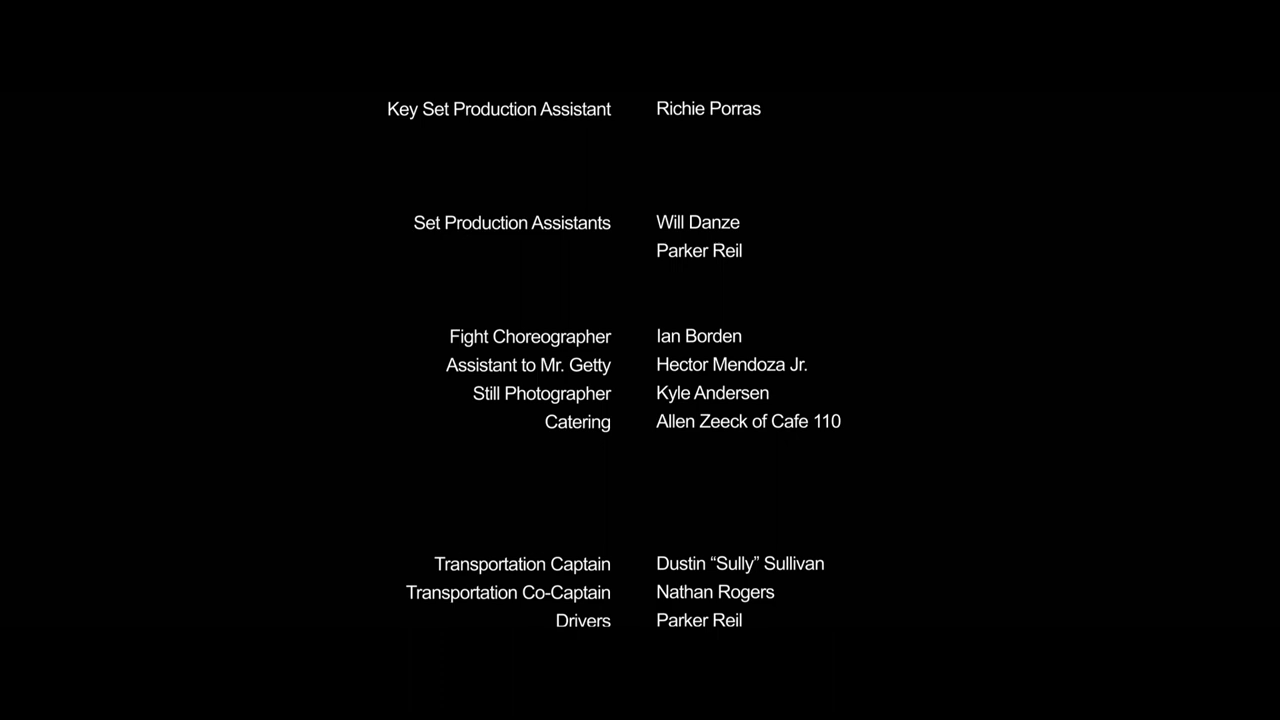 Key Set Production Assistant Richie Porras
Set Production Assistants Will Danze
Parker Reil
Fight Choreographer Ian Borden
Assistant to Mr. Getty Hector Mendoza Jr.
Still Photographer Kyle Andersen
Catering Allen Zeeck of Cafe 110
Transportation Captain Dustin “Sully” Sullivan
Transportation Co-Captain Nathan Rogers
Drivers Parker Reil